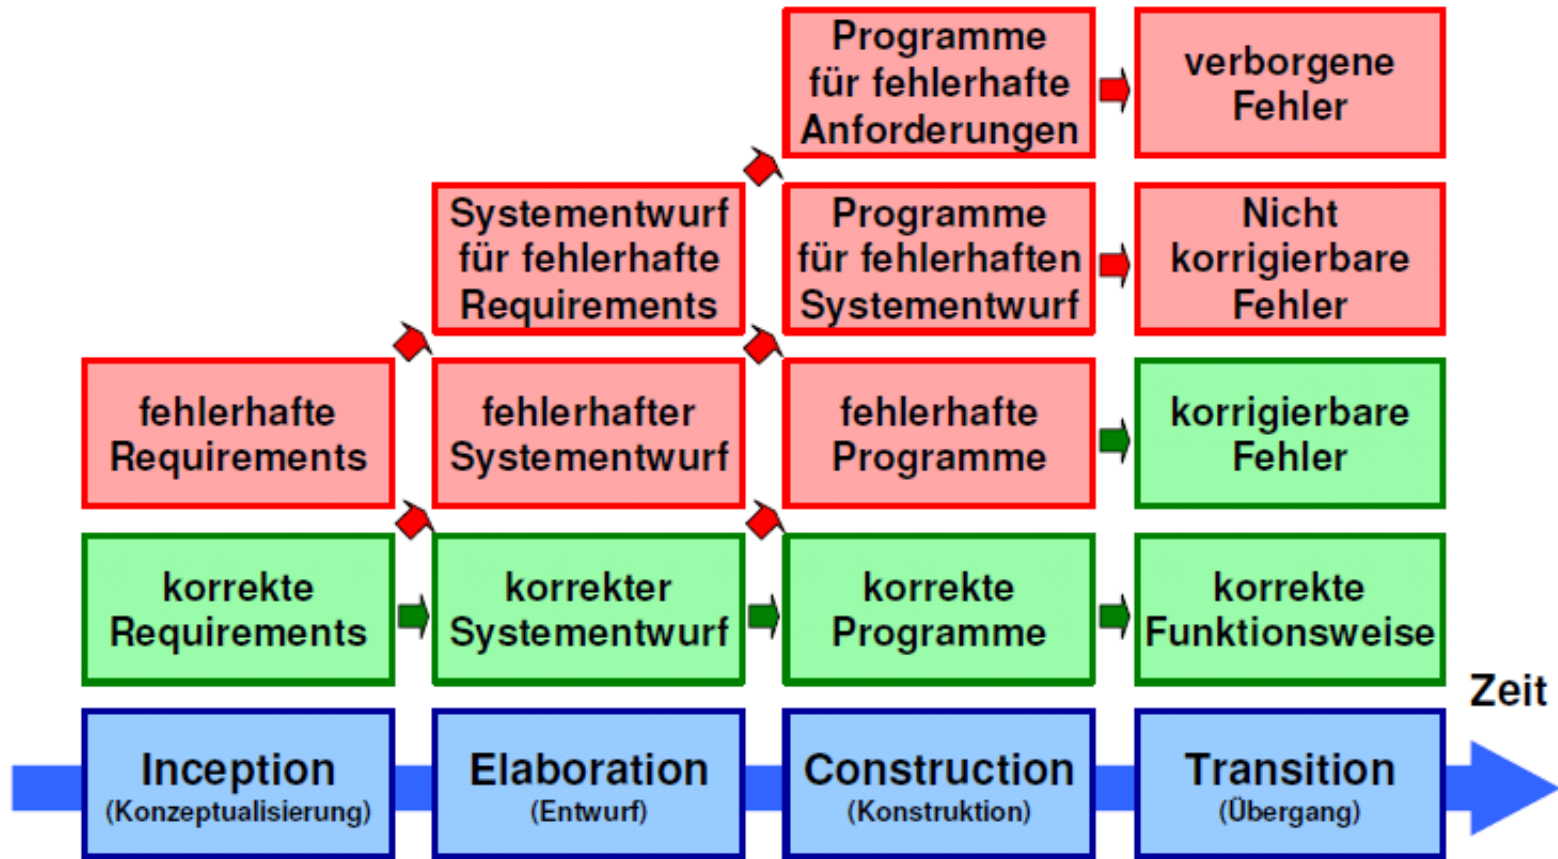 Programme
für fehlerhafte
Anforderungen
verborgene
Fehler
Systementwurf
für fehlerhafte
Requirements
Programme
für fehlerhaften
Systementwurf
Nicht
korrigierbare
Fehler
fehlerhafte
Requirements
fehlerhafter
Systementwurf
fehlerhafte
Programme
korrigierbare
Fehler
korrekte
Requirements
korrekter
Systementwurf
korrekte
Programme
korrekte
Funktionsweise
Zeit
Inception
(Konzeptualisierung)
Elaboration
(Entwurf)
Construction
(Konstruktion)
Transition
(Übergang)